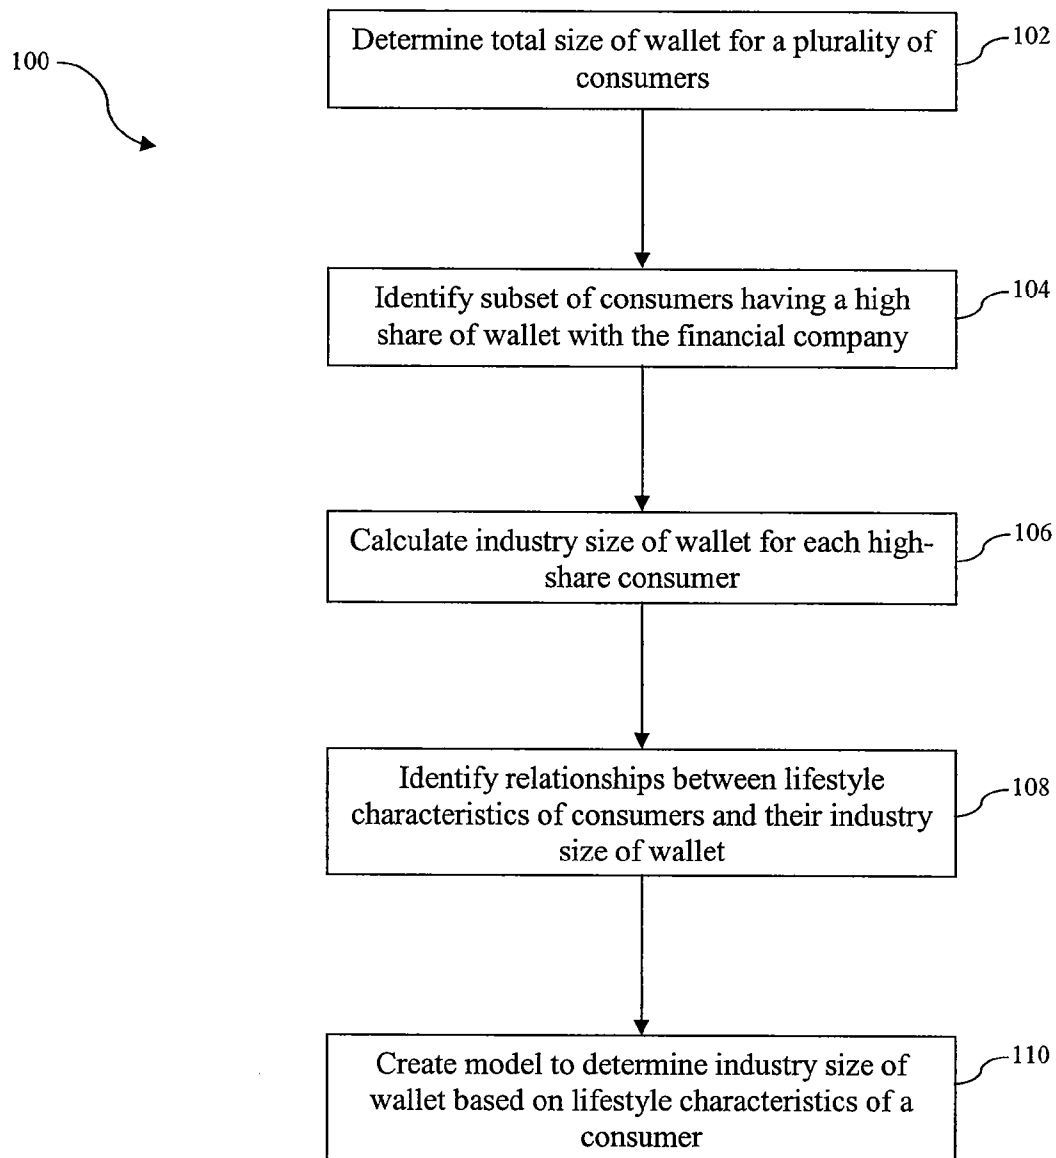 Determine total size of wallet for a plurality of
consumers
102
100
Identify subset of consumers having a high
share of wallet with the financial company
104
Calculate industry size of wallet for each high-
share consumer
106
Identify relationships between lifestyle
characteristics of consumers and their industry
size of wallet
108
Create model to determine industry size of
wallet based on lifestyle characteristics of a
consumer
110